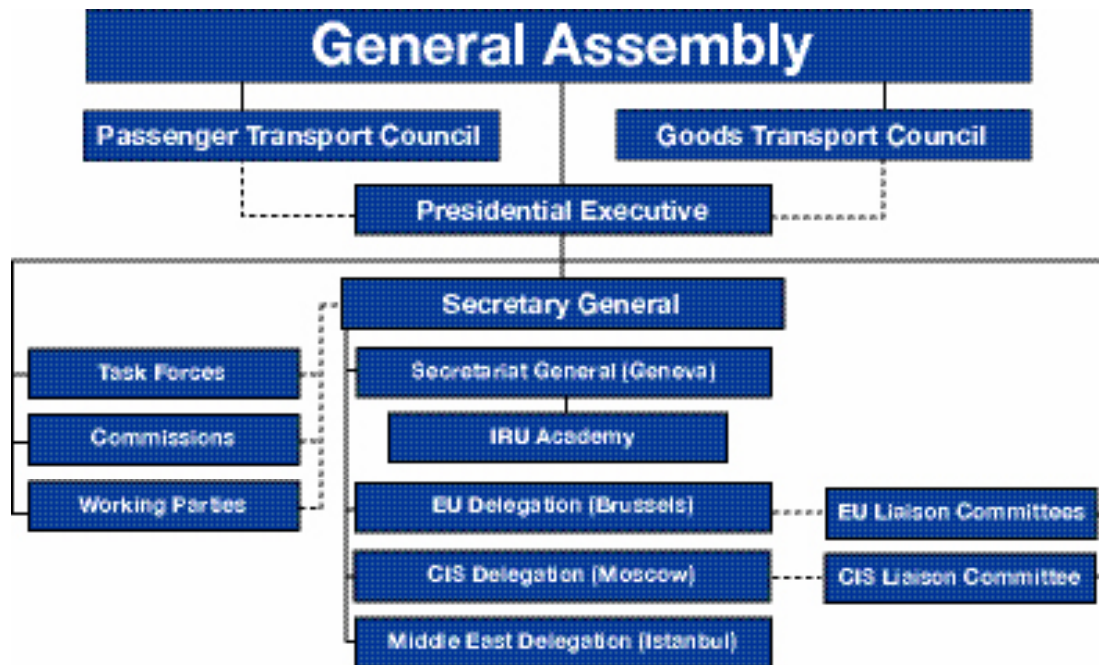 General Assembly
Passenger Transport Council
Goods Transport Council
Presidential Executive
Secretary General
Task Forces
Secretariat General (Geneva)
Commissions
IRU Academy
Working Parties
EU Delegation (Brussels)
EU Liaison Committees
CIS Delegation (Moscow)
CIS Liaison Committee
Middle East Delegation (Istanbul)